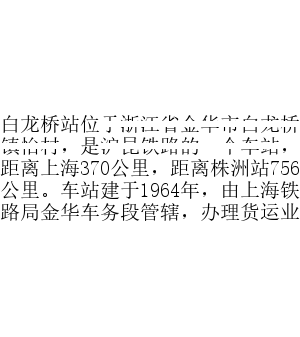 白龙桥站位于浙江省金华市白龙桥
镇怡村，是沪昆铁路的一个车站，
距离上海370公里，距离株洲站756
公里。车站建于1964年，由上海铁
路局金华车务段管辖，办理货运业